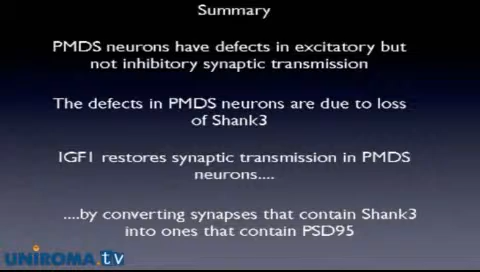 Summary
PMDS neurons have defects in excitatory but
not inhibitory synaptic transmission
The defects in PMDS neurons are due to loss
of Shank3
IGF1 restores synaptic transmission in PMDS
neurons....
....by converting synapses that contain Shank3
into ones that contain PSD95
UNIROMA.tv